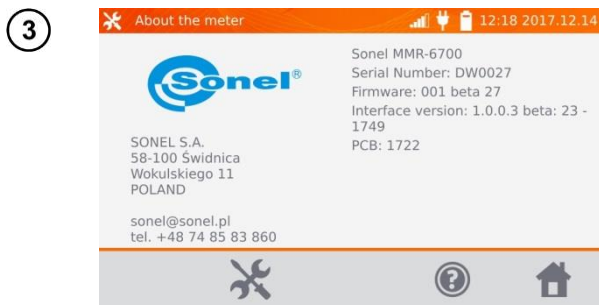 3
About the meter
12:18 2017.12.14
Sonel®
SONEL S.A.
58-100 Świdnica
Wokulskiego 11
POLAND
sonel@sonel.pl
tel. +48 74 85 83 860
Sonel MMR-6700
Serial Number: DW0027
Firmware: 001 beta 27
Interface version: 1.0.0.3 beta: 23 -
1749
PCB: 1722
?